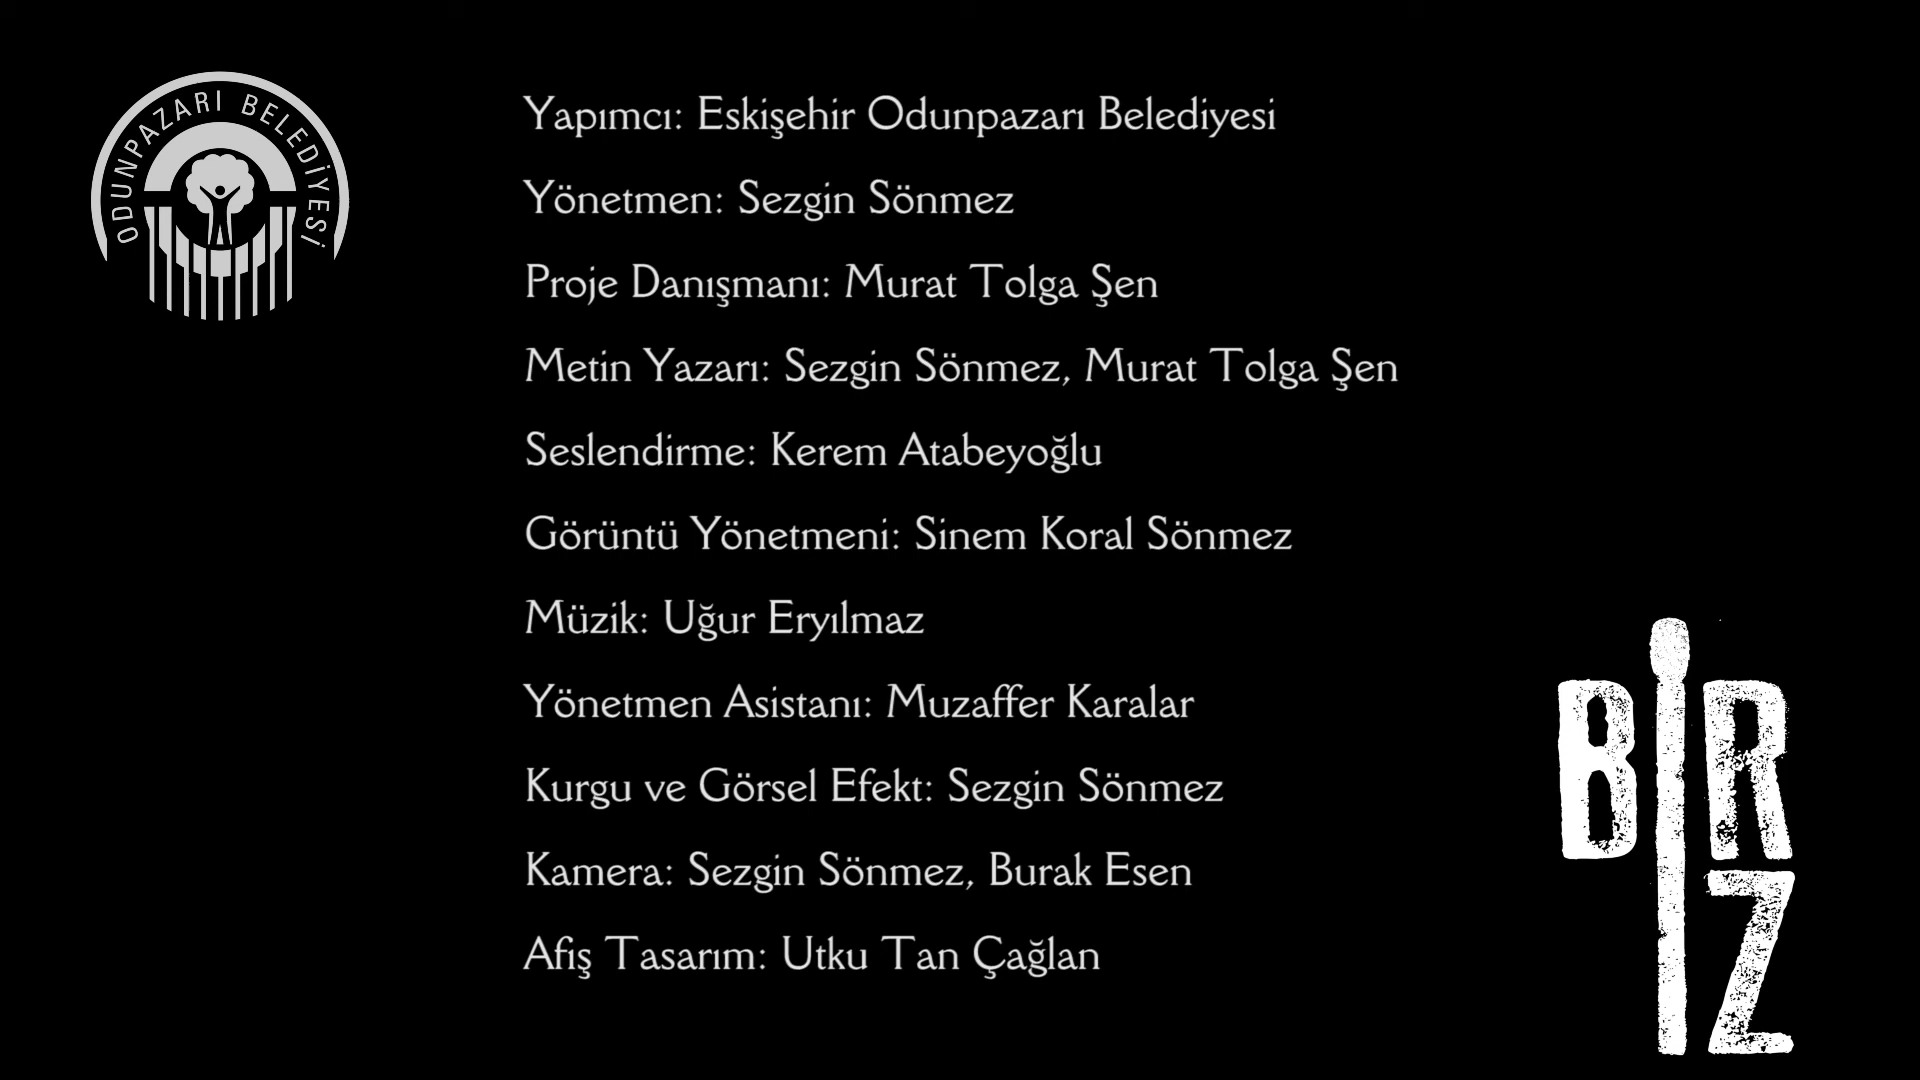 ODUNPAZARI BELEDİYESİ
Yapımcı: Eskişehir Odunpazarı Belediyesi
Yönetmen: Sezgin Sönmez
Proje Danışmanı: Murat Tolga Şen
Metin Yazarı: Sezgin Sönmez, Murat Tolga Şen
Seslendirme: Kerem Atabeyoğlu
Görüntü Yönetmeni: Sinem Koral Sönmez
Müzik: Uğur Eryılmaz
Yönetmen Asistanı: Muzaffer Karalar
Kurgu ve Görsel Efekt: Sezgin Sönmez
Kamera: Sezgin Sönmez, Burak Esen
Afiş Tasarım: Utku Tan Çağlan
BİR
İZ